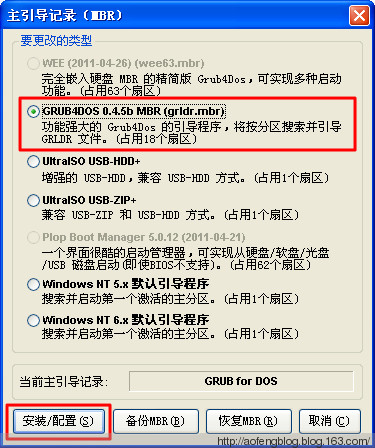 主引导记录 (MBR)
要更改的类型
WEE (2011-04-26) (wee63.mbr)
完全嵌入硬盘 MBR 的精简版 Grub4Dos，可实现多种启动
功能。(占用63个扇区)
GRUB4DOS 0.4.5b MBR (grldr.mbr)
功能强大的 Grub4Dos 的引导程序，将按分区搜索并引导
GRLDR 文件。(占用18个扇区)
UltraISO USB-HDD+
增强的 USB-HDD，兼容 USB-HDD 方式。(占用1个扇区)
UltraISO USB-ZIP+
兼容 USB-ZIP 和 USB-HDD 方式。(占用1个扇区)
Plop Boot Manager 5.0.12 (2011-04-21)
一个界面很酷的启动管理器，可实现从硬盘/软盘/光盘
/USB 磁盘启动(即使BIOS不支持)。(占用62个扇区)
Windows NT 5.x 默认引导程序
搜索并启动第一个激活的主分区。(占用1个扇区)
Windows NT 6.x 默认引导程序
搜索并启动第一个激活的主分区。(占用1个扇区)
当前主引导记录: GRUB for DOS
安装/配置(S) 备份MBR(B) 恢复MBR(R) 取消(C)
http://aofengblog.blog.163.com/